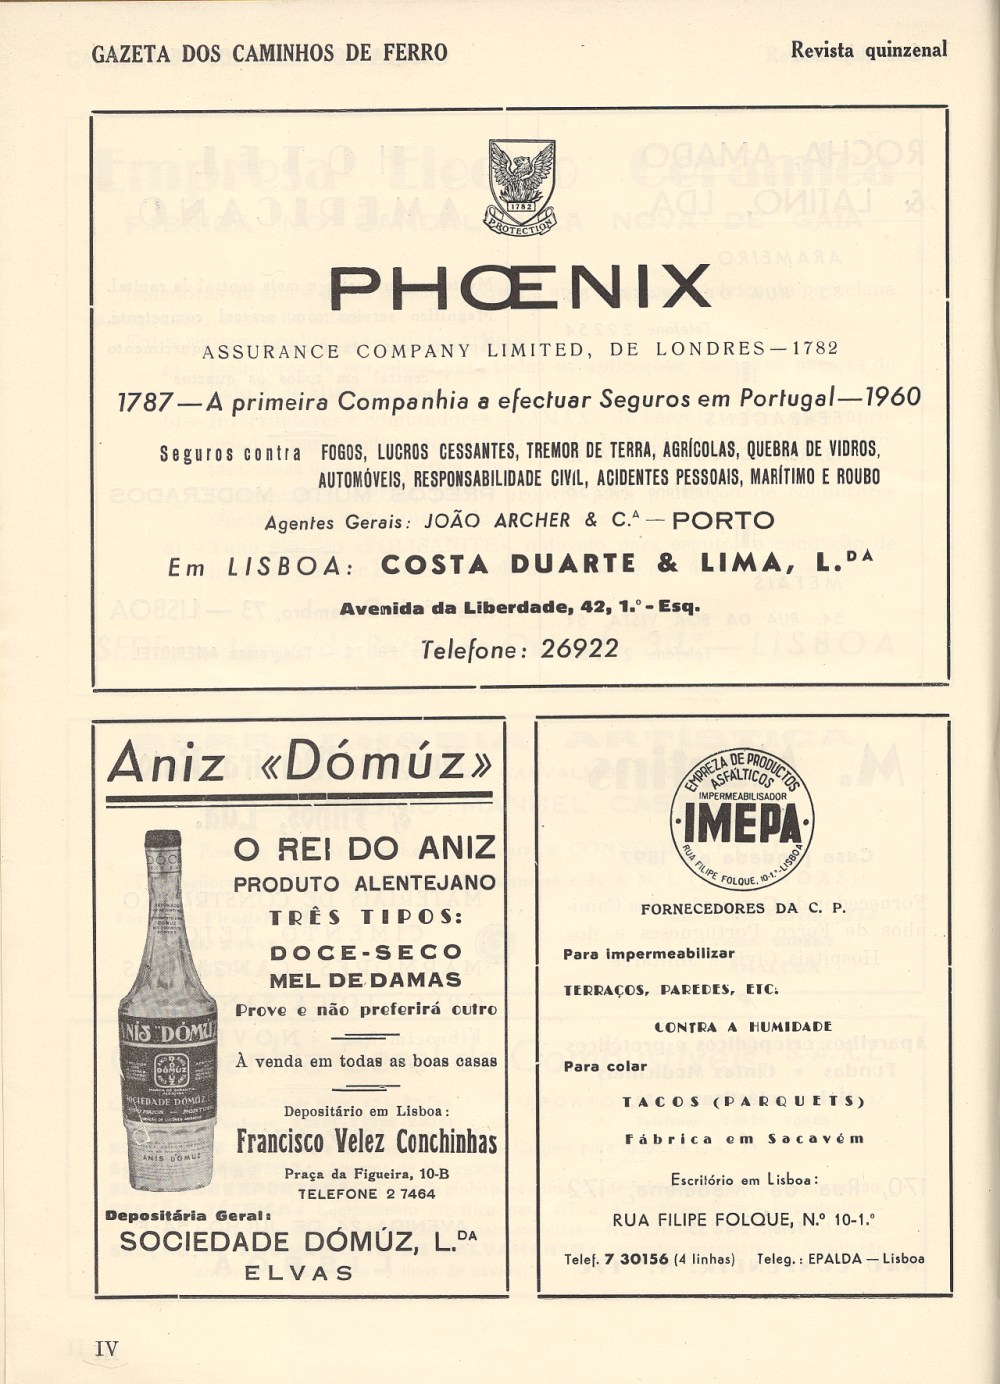 GAZETA DOS CAMINHOS DE FERRO
Revista quinzenal
1782
PROTECTION
PHŒNIX
ASSURANCE COMPANY LIMITED, DE LONDRES—1782
1787—A primeira Companhia a efectuar Seguros em Portugal—1960
Seguros contra FOGOS, LUCROS CESSANTES, TREMOR DE TERRA, AGRÍCOLAS, QUEBRA DE VIDROS,
AUTOMÓVEIS, RESPONSABILIDADE CIVIL, ACIDENTES PESSOAIS, MARÍTIMO E ROUBO
Agentes Gerais: JOÃO ARCHER & C.ᴬ — PORTO
Em LISBOA: COSTA DUARTE & LIMA, L.ᴰᴬ
Avenida da Liberdade, 42, 1.º - Esq.
Telefone: 26922
Aniz «Dómúz»
O REI DO ANIZ
PRODUTO ALENTEJANO
TRÊS TIPOS:
DOCE-SECO
MEL DE DAMAS
Prove e não preferirá outro
À venda em todas as boas casas
Depositário em Lisboa:
Francisco Velez Conchinhas
Praça da Figueira, 10-B
TELEFONE 2 7464
NÍS "DÓMÚZ
DÓMÚZ
SOCIEDADE DÓMÚZ L
ANIS DÓMUZ
Depositária Geral:
SOCIEDADE DÓMÚZ, L.ᴰᴬ
ELVAS
EMPREZA DE PRODUCTOS
ASFÁLTICOS
IMPERMEABILISADOR
IMEPA
RUA FILIPE FOLQUE, 10-1.º-LISBOA
FORNECEDORES DA C. P.
Para impermeabilizar
TERRAÇOS, PAREDES, ETC.
CONTRA A HUMIDADE
Para colar
TACOS (PARQUETS)
Fábrica em Sacavém
Escritório em Lisboa:
RUA FILIPE FOLQUE, N.º 10-1.º
Telef. 7 30156 (4 linhas) Teleg.: EPALDA — Lisboa
IV